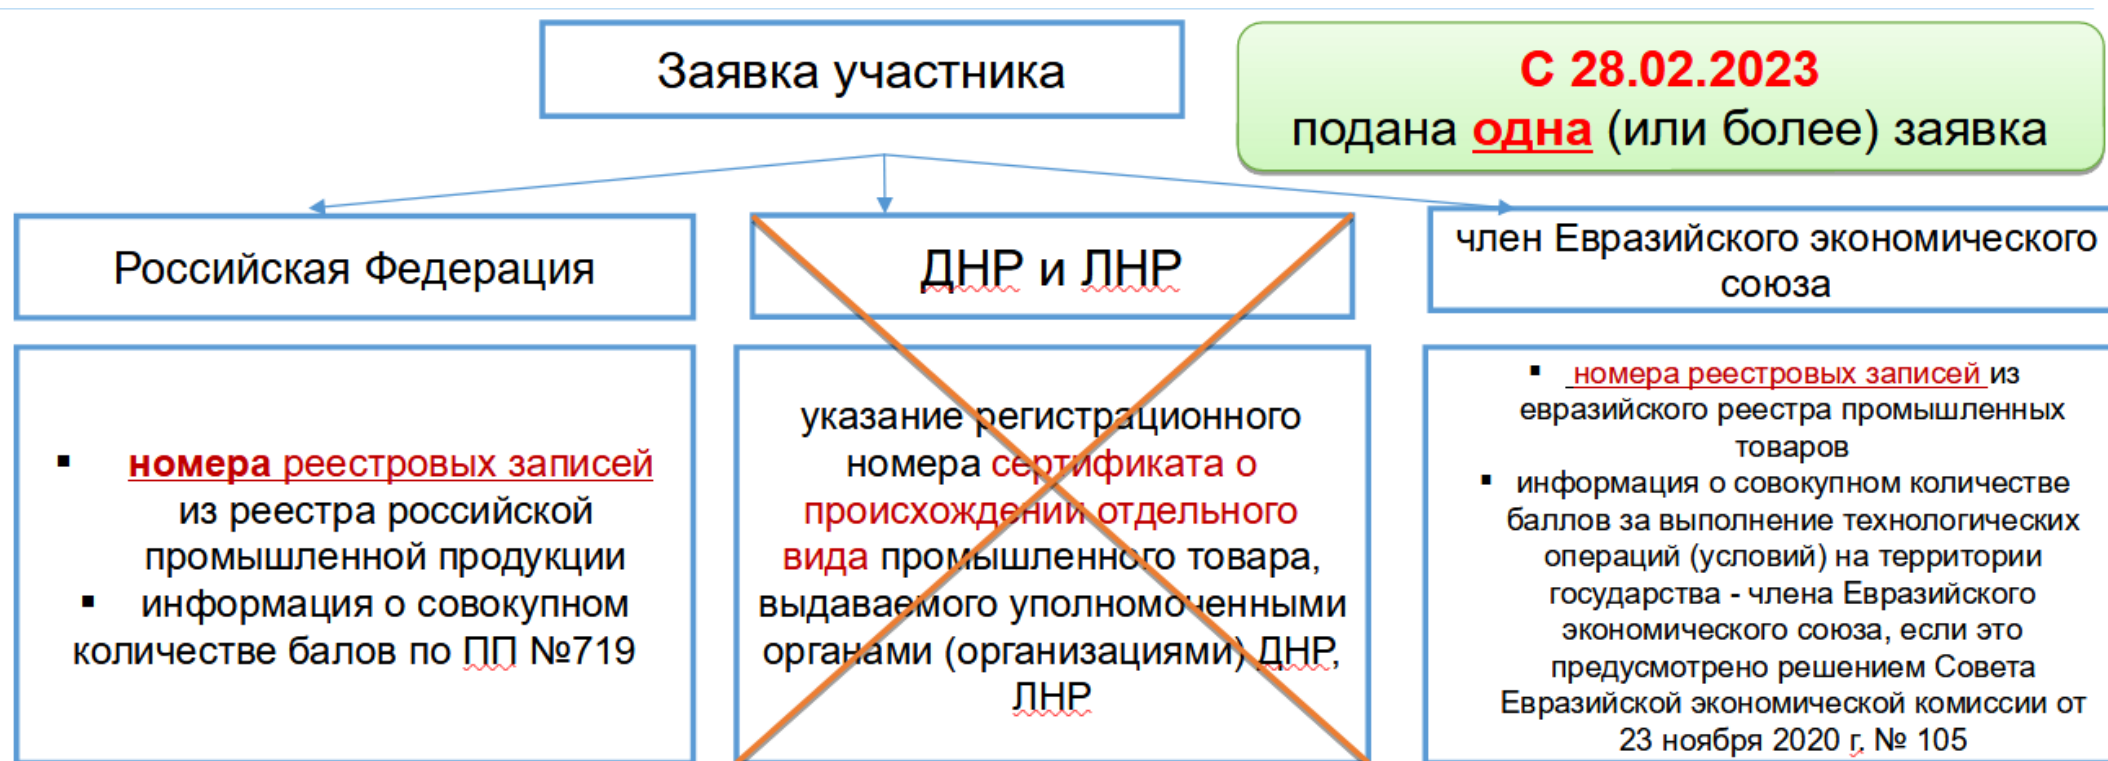 Заявка участника
С 28.02.2023
подана одна (или более) заявка
Российская Федерация
ДНР и ЛНР
член Евразийского экономического
союза
▪ номера реестровых записей
из реестра российской
промышленной продукции
▪ информация о совокупном
количестве балов по ПП №719
указание регистрационного
номера сертификата о
происхождении отдельного
вида промышленного товара,
выдаваемого уполномоченными
органами (организациями) ДНР,
ЛНР
▪ номера реестровых записей из
евразийского реестра промышленных
товаров
▪ информация о совокупном количестве
баллов за выполнение технологических
операций (условий) на территории
государства - члена Евразийского
экономического союза, если это
предусмотрено решением Совета
Евразийской экономической комиссии от
23 ноября 2020 г. № 105